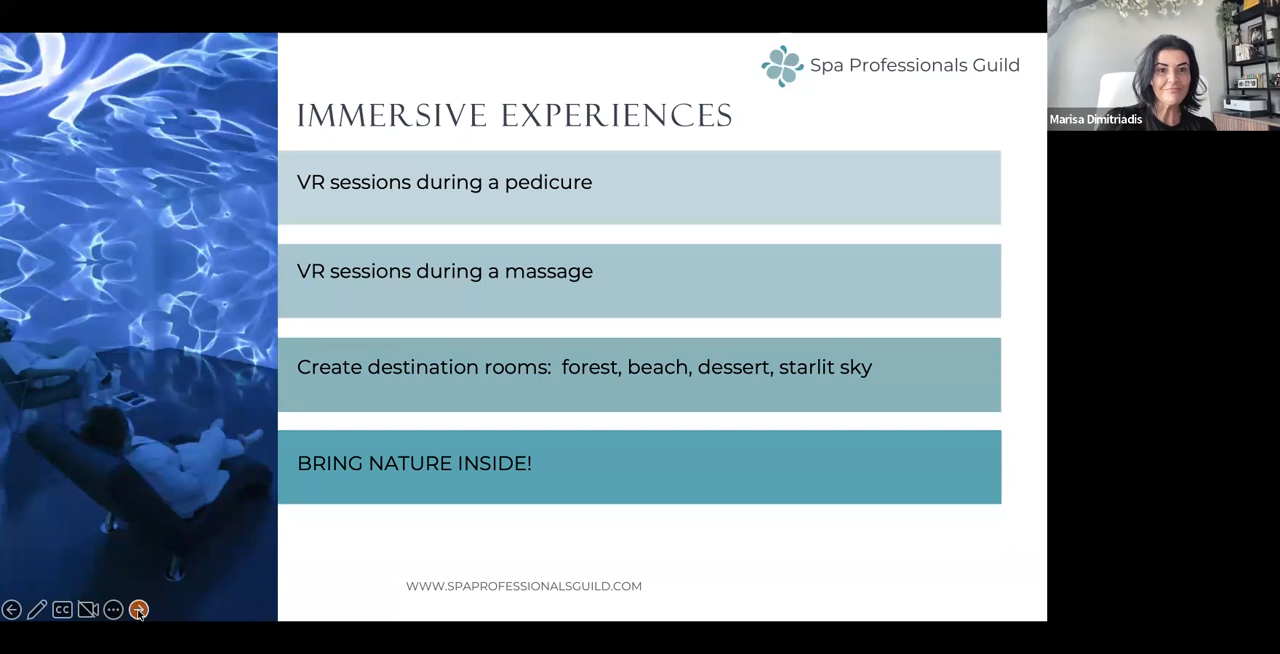 Spa Professionals Guild
Marisa Dimitriadis
IMMERSIVE EXPERIENCES
VR sessions during a pedicure
VR sessions during a massage
Create destination rooms: forest, beach, dessert, starlit sky
BRING NATURE INSIDE!
WWW.SPAPROFESSIONALSGUILD.COM
CC